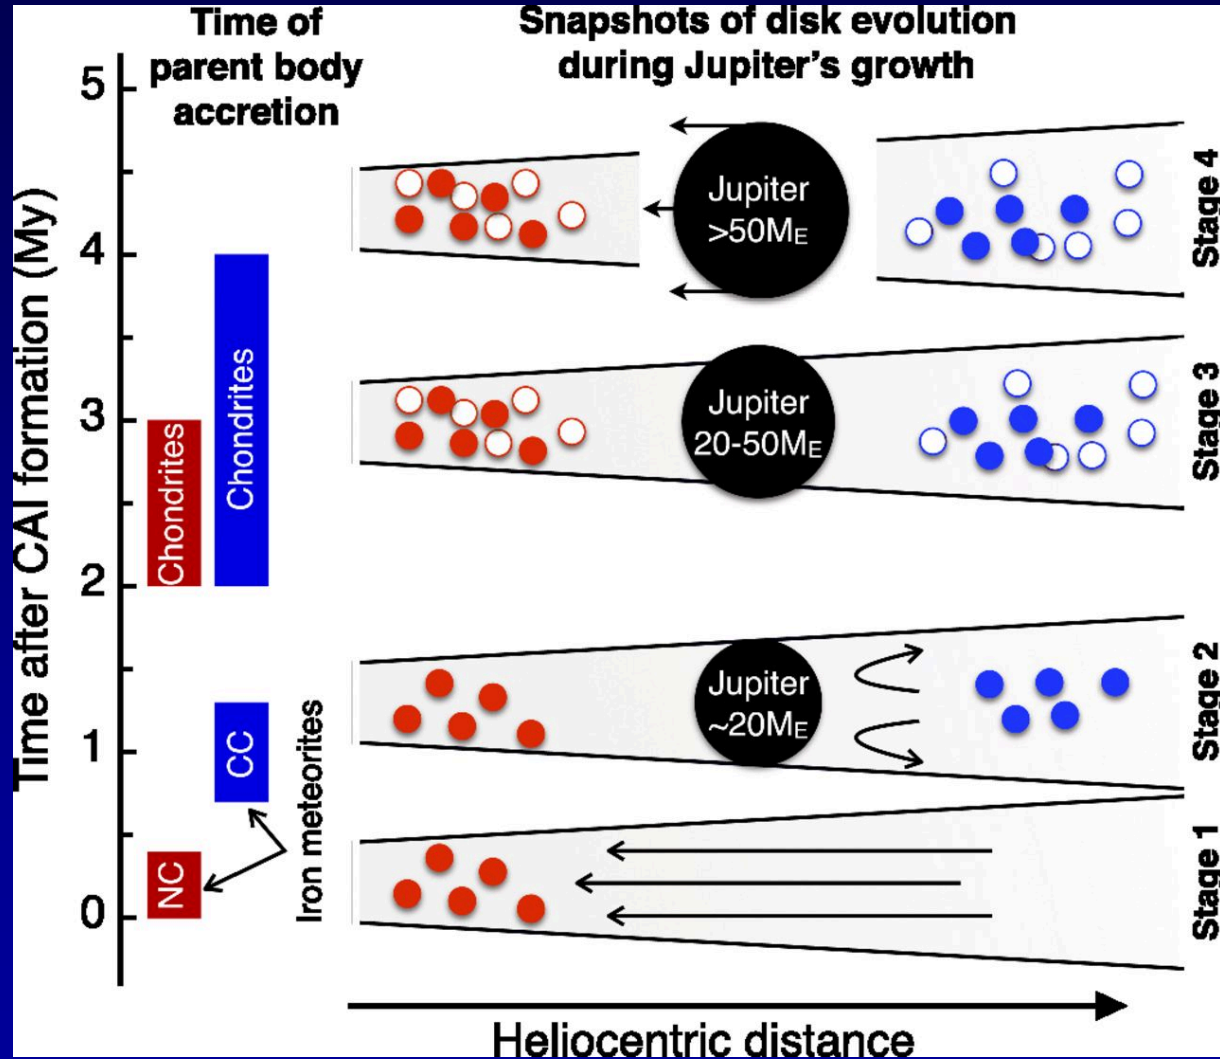 Time of
parent body
accretion
Snapshots of disk evolution
during Jupiter's growth
Time after CAI formation (My)
5
4
3
2
1
0
Chondrites
Chondrites
CC
NC
Iron meteorites
Jupiter
>50ME
Stage 4
Jupiter
20-50ME
Stage 3
Jupiter
~20ME
Stage 2
Stage 1
Heliocentric distance